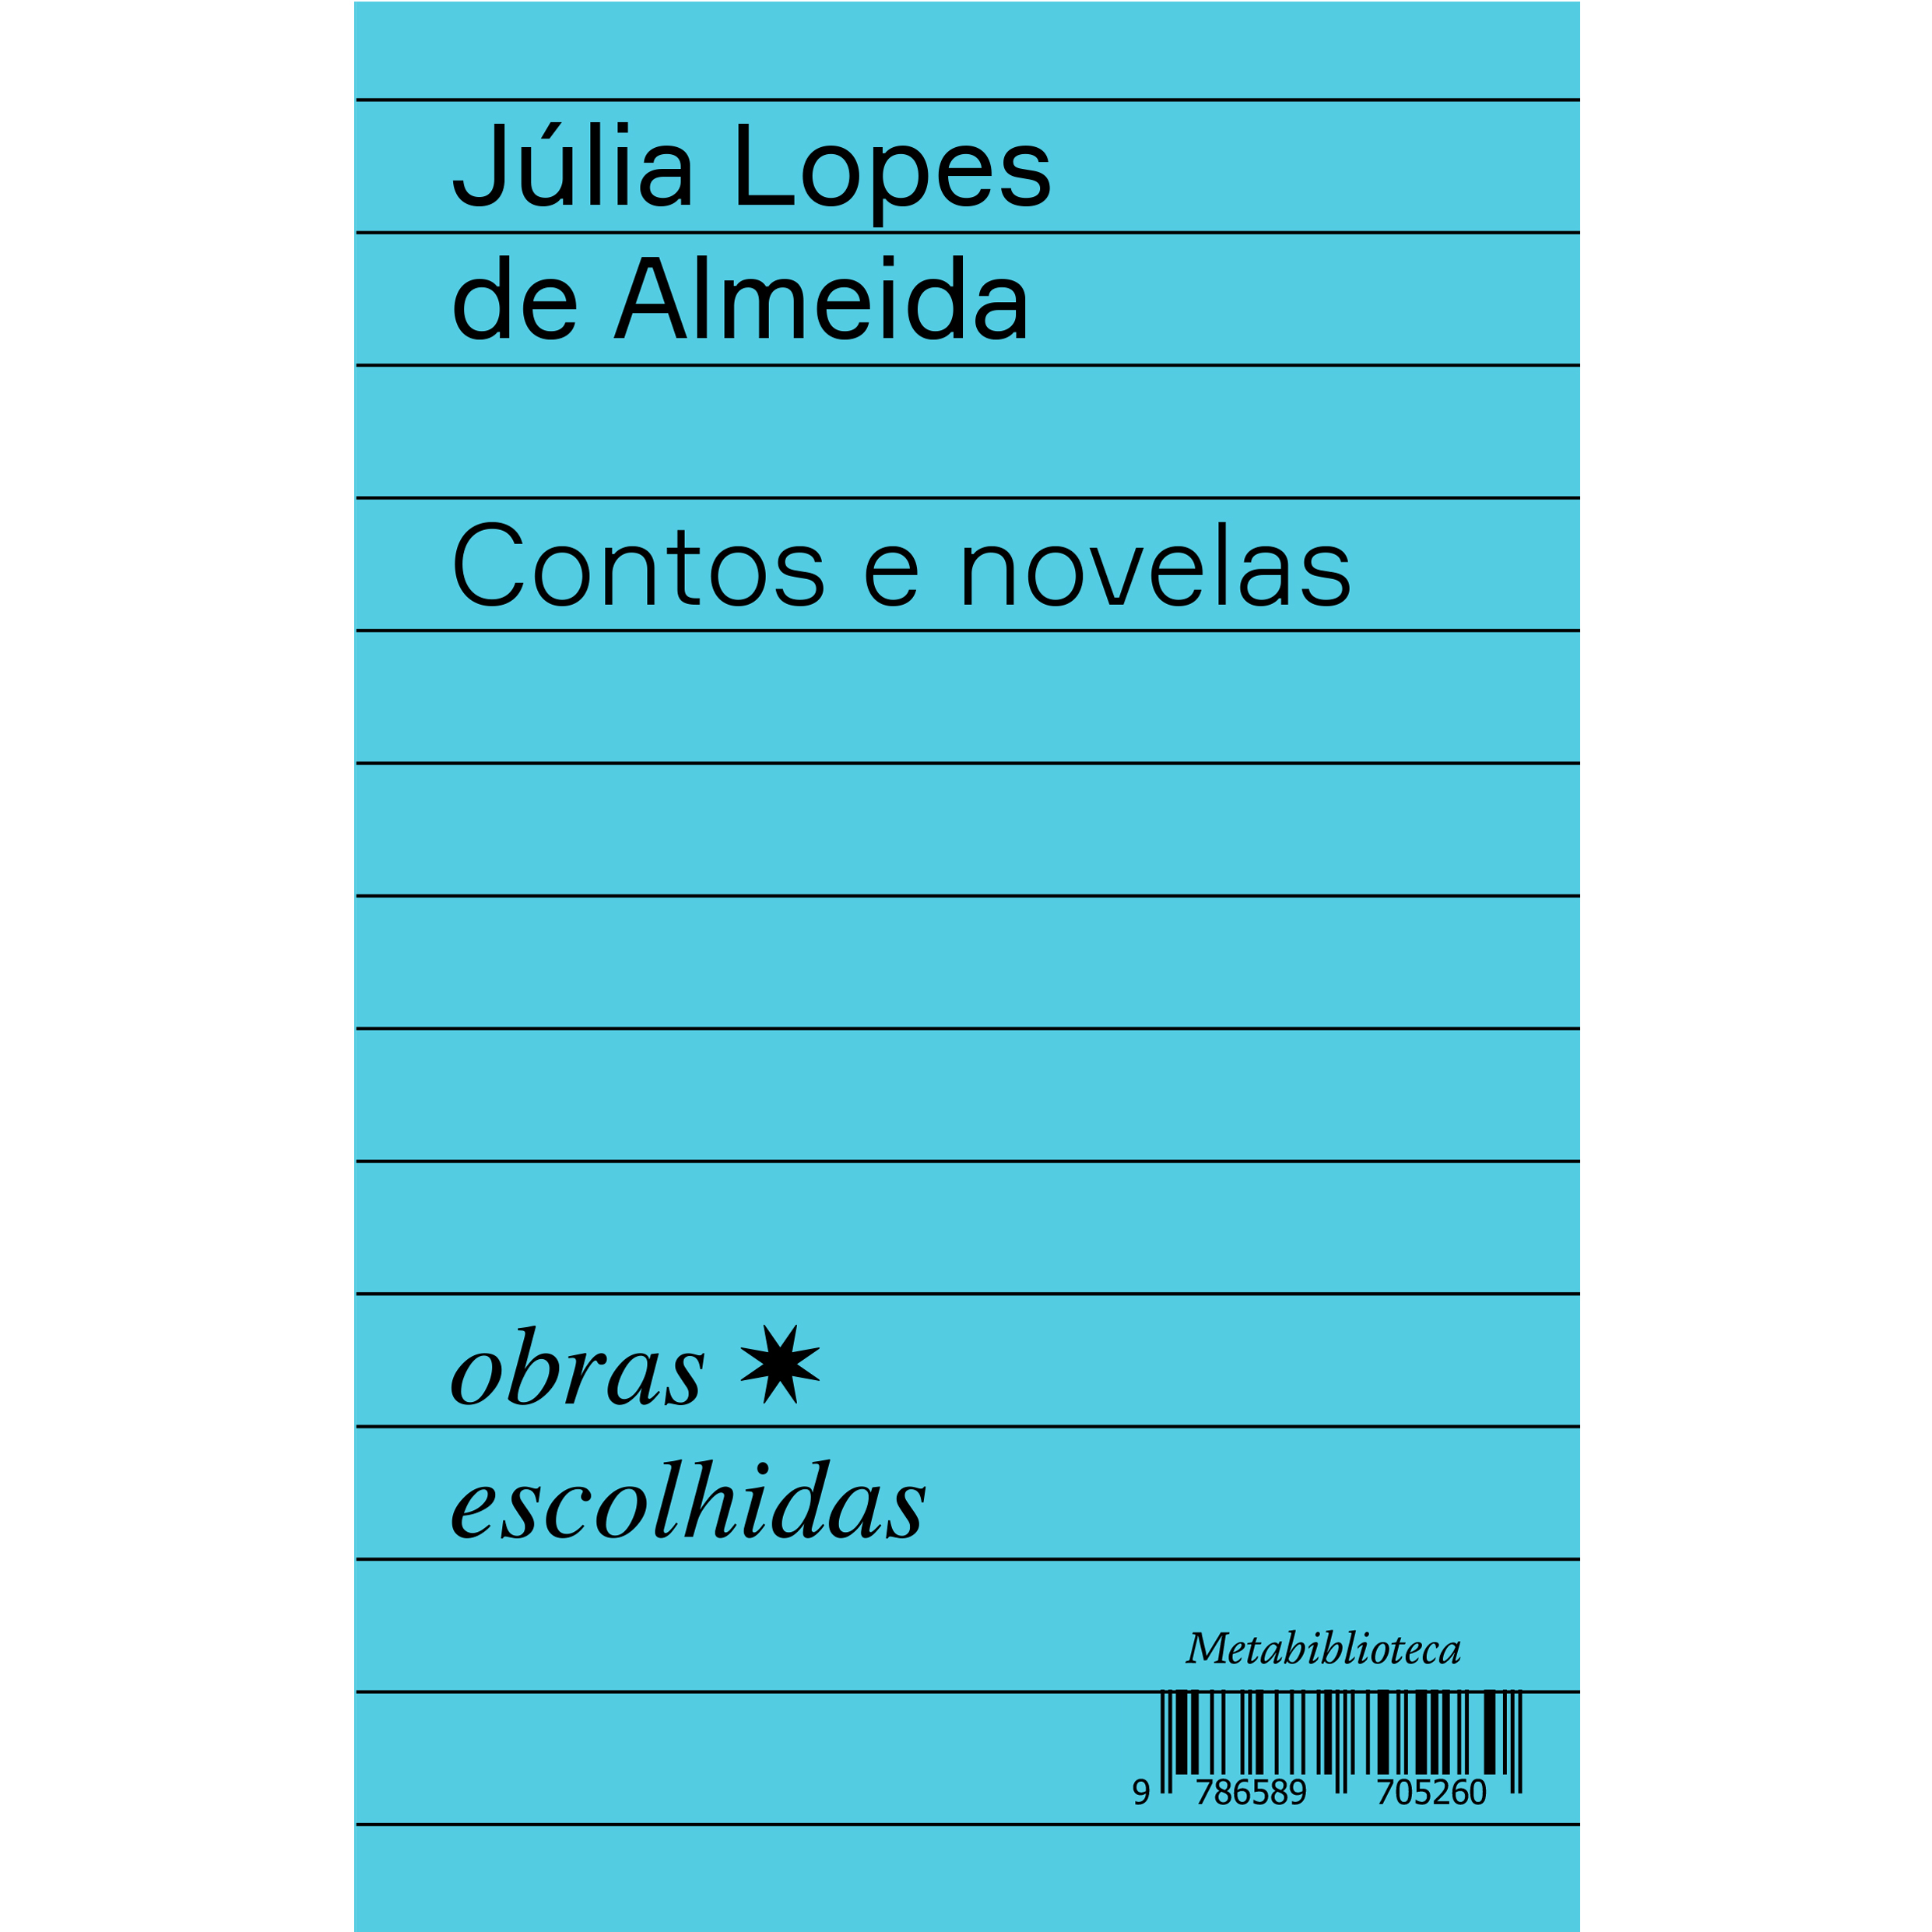 Júlia Lopes
de Almeida
Contos e novelas
obras
escolhidas
Metabiblioteca
9 786589 705260